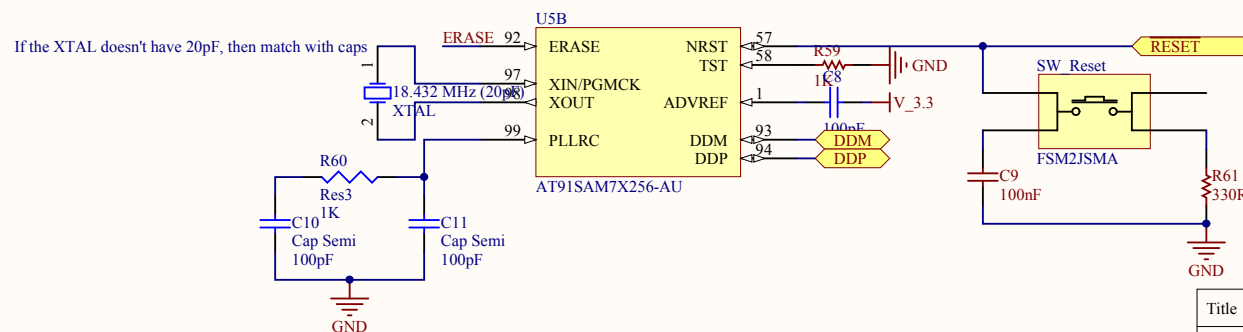 U5B
If the XTAL doesn't have 20pF, then match with caps
ERASE 92 ERASE
NRST 57
RESET
TST 58
R59
1K
GND
SW_Reset
1
97 XIN/PGMCK
18.432 MHz (20pF)
98 XOUT
XTAL
2
ADVREF 1
C8
100nF
V_3.3
99 PLLRC
DDM 93 DDM
DDP 94 DDP
AT91SAM7X256-AU
FSM2JSMA
R60
Res3
1K
C9
100nF
R61
330R
C10
Cap Semi
100pF
C11
Cap Semi
100pF
GND
GND
Title